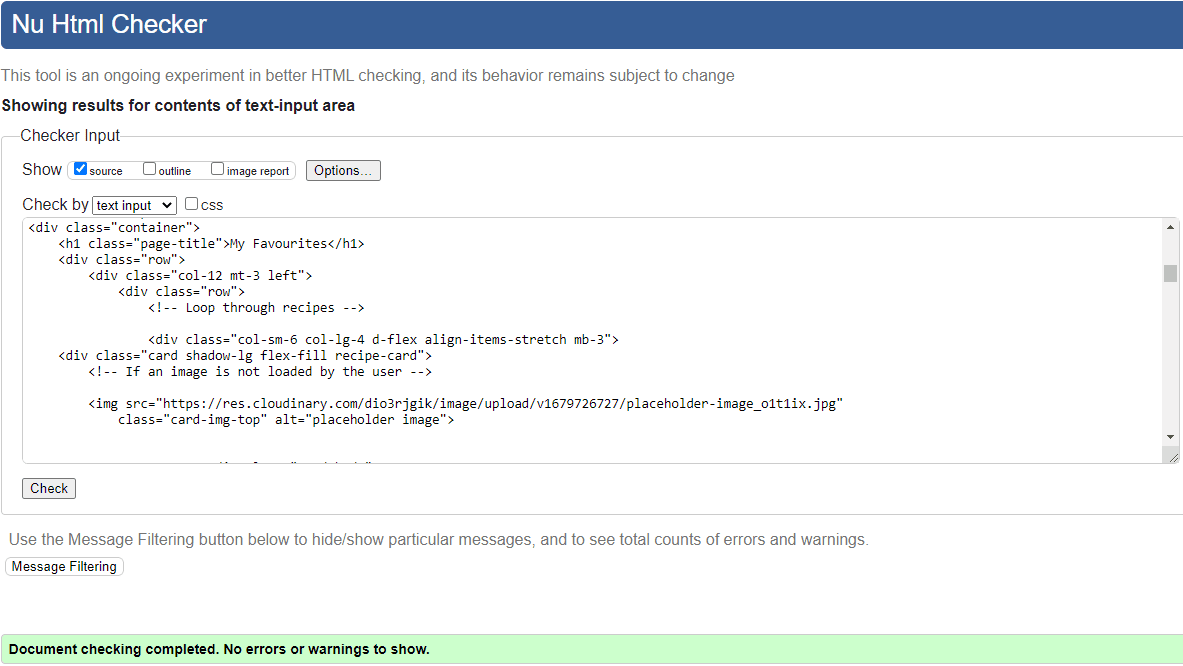 Nu Html Checker
This tool is an ongoing experiment in better HTML checking, and its behavior remains subject to change
Showing results for contents of text-input area
Checker Input
Show source outline image report Options...
Check by text input css
<div class="container">
    <h1 class="page-title">My Favourites</h1>
    <div class="row">
        <div class="col-12 mt-3 left">
            <div class="row">
                <!-- Loop through recipes -->
                <div class="col-sm-6 col-lg-4 d-flex align-items-stretch mb-3">
    <div class="card shadow-lg flex-fill recipe-card">
        <!-- If an image is not loaded by the user -->
        <img src="https://res.cloudinary.com/dio3rjgik/image/upload/v1679726727/placeholder-image_o1t1ix.jpg"
            class="card-img-top" alt="placeholder image">
Check
Use the Message Filtering button below to hide/show particular messages, and to see total counts of errors and warnings.
Message Filtering
Document checking completed. No errors or warnings to show.